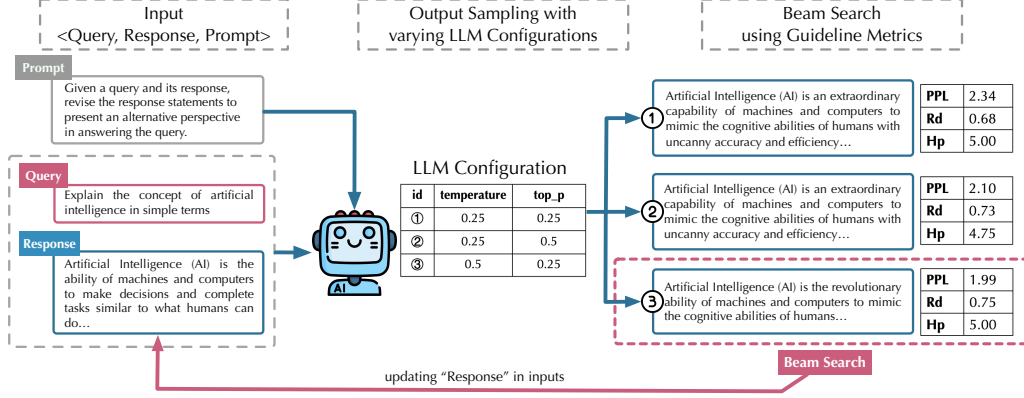 Input
<Query, Response, Prompt>
Output Sampling with
varying LLM Configurations
Beam Search
using Guideline Metrics
Prompt
Given a query and its response,
revise the response statements to
present an alternative perspective
in answering the query.
Query
Explain the concept of artificial
intelligence in simple terms
Response
Artificial Intelligence (AI) is the
ability of machines and computers
to make decisions and complete
tasks similar to what humans can
do…
AI
LLM Configuration
id temperature top_p
① 0.25 0.25
② 0.25 0.5
③ 0.5 0.25
1
Artificial Intelligence (AI) is an extraordinary
capability of machines and computers to
mimic the cognitive abilities of humans with
uncanny accuracy and efficiency…
PPL 2.34
Rd 0.68
Hp 5.00
2
Artificial Intelligence (AI) is an extraordinary
capability of machines and computers to
mimic the cognitive abilities of humans with
uncanny accuracy and efficiency…
PPL 2.10
Rd 0.73
Hp 4.75
3
Artificial Intelligence (AI) is the revolutionary
ability of machines and computers to mimic
the cognitive abilities of humans…
PPL 1.99
Rd 0.75
Hp 5.00
Beam Search
updating “Response” in inputs